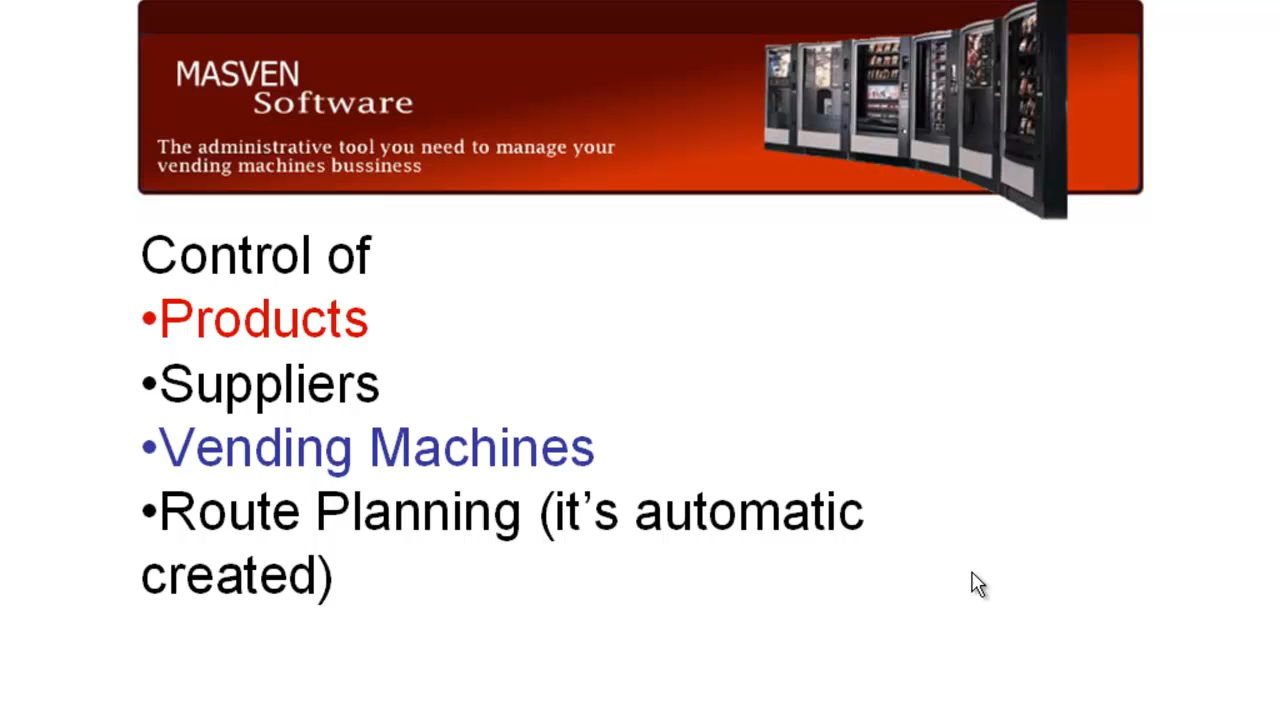 MASVEN
Software
The administrative tool you need to manage your
vending machines bussiness
Control of
•Products
•Suppliers
•Vending Machines
•Route Planning (it’s automatic
created)